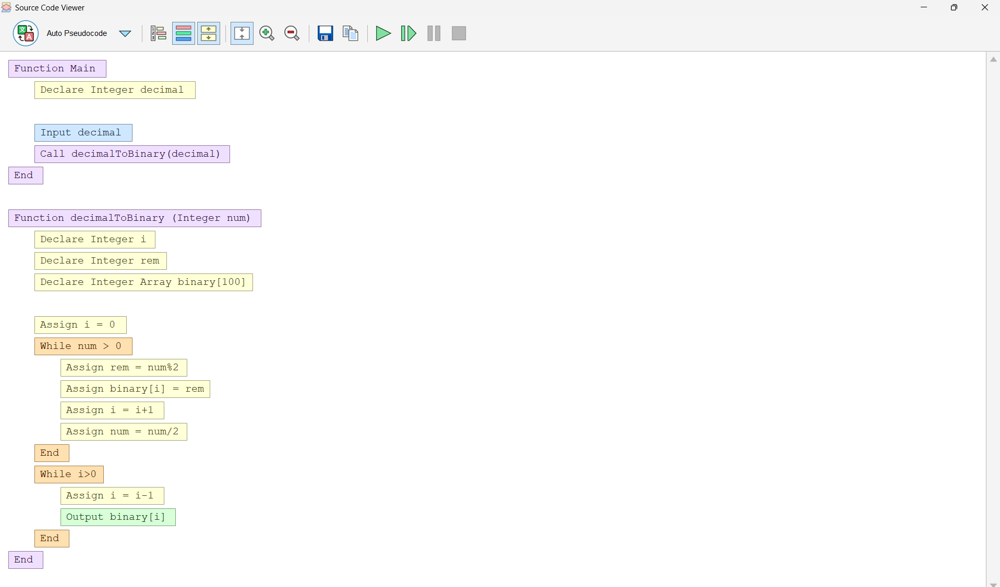 Source Code Viewer
Auto Pseudocode
Function Main
Declare Integer decimal
Input decimal
Call decimalToBinary(decimal)
End
Function decimalToBinary (Integer num)
Declare Integer i
Declare Integer rem
Declare Integer Array binary[100]
Assign i = 0
While num > 0
Assign rem = num%2
Assign binary[i] = rem
Assign i = i+1
Assign num = num/2
End
While i>0
Assign i = i-1
Output binary[i]
End
End